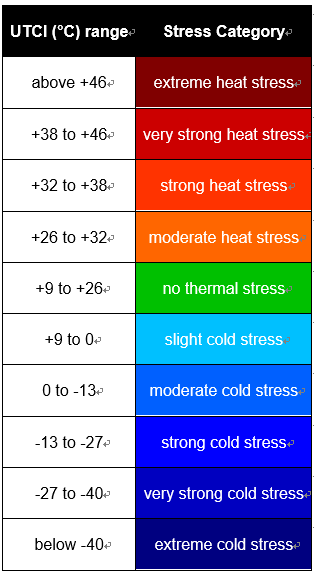 UTCI (°C) range Stress Category
above +46 extreme heat stress
+38 to +46 very strong heat stress
+32 to +38 strong heat stress
+26 to +32 moderate heat stress
+9 to +26 no thermal stress
+9 to 0 slight cold stress
0 to -13 moderate cold stress
-13 to -27 strong cold stress
-27 to -40 very strong cold stress
below -40 extreme cold stress